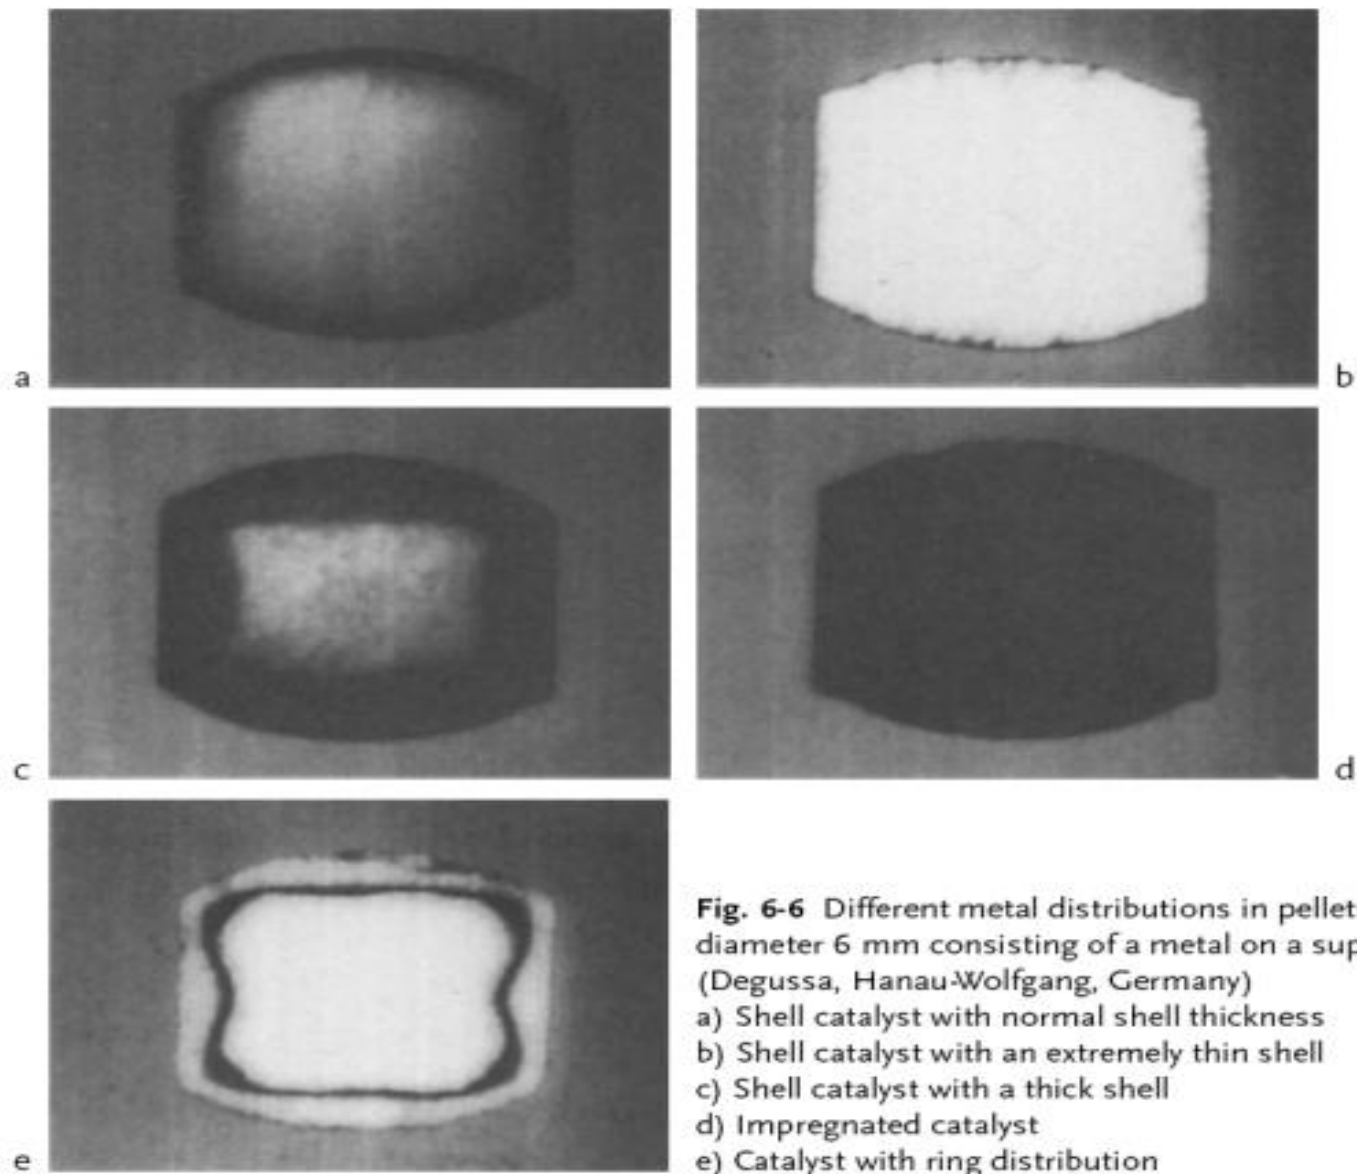 a
b
c
d
e
Fig. 6-6 Different metal distributions in pellet
diameter 6 mm consisting of a metal on a sup
(Degussa, Hanau-Wolfgang, Germany)
a) Shell catalyst with normal shell thickness
b) Shell catalyst with an extremely thin shell
c) Shell catalyst with a thick shell
d) Impregnated catalyst
e) Catalyst with ring distribution